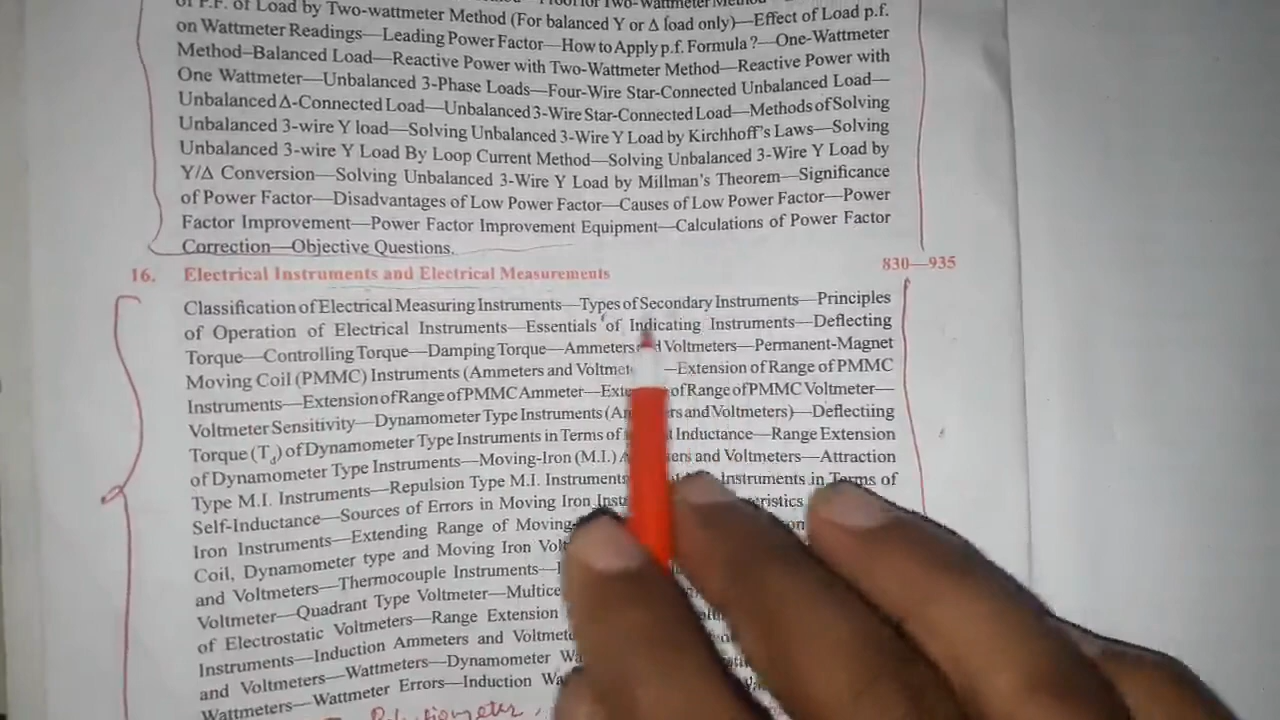 of P.F. of Load by Two-wattmeter Method (For balanced Y or Δ load only)—Effect of Load p.f.
on Wattmeter Readings—Leading Power Factor—How to Apply p.f. Formula ?—One-Wattmeter
Method–Balanced Load—Reactive Power with Two-Wattmeter Method—Reactive Power with
One Wattmeter—Unbalanced 3-Phase Loads—Four-Wire Star-Connected Unbalanced Load—
Unbalanced Δ-Connected Load—Unbalanced 3-Wire Star-Connected Load—Methods of Solving
Unbalanced 3-wire Y load—Solving Unbalanced 3-Wire Y Load by Kirchhoff's Laws—Solving
Unbalanced 3-wire Y Load By Loop Current Method—Solving Unbalanced 3-Wire Y Load by
Y/Δ Conversion—Solving Unbalanced 3-Wire Y Load by Millman's Theorem—Significance
of Power Factor—Disadvantages of Low Power Factor—Causes of Low Power Factor—Power
Factor Improvement—Power Factor Improvement Equipment—Calculations of Power Factor
Correction—Objective Questions.
16. Electrical Instruments and Electrical Measurements 830—935
Classification of Electrical Measuring Instruments—Types of Secondary Instruments—Principles
of Operation of Electrical Instruments—Essentials of Indicating Instruments—Deflecting
Torque—Controlling Torque—Damping Torque—Ammeters Voltmeters—Permanent-Magnet
Moving Coil (PMMC) Instruments (Ammeters and —Extension of Range of PMMC
Instruments—Extension of Range of PMMC Ammeter— of Range of PMMC Voltmeter—
Voltmeter Sensitivity—Dynamometer Type Instruments ( and Voltmeters)—Deflectiing
Torque (Td) of Dynamometer Type Instruments in Terms of Inductance—Range Extension
of Dynamometer Type Instruments—Moving-Iron (M.I.) and Voltmeters—Attraction
Type M.I. Instruments—Repulsion Type M.I. Instruments Instruments in Terms of
Self-Inductance—Sources of Errors in Moving Iron
Iron Instruments—Extending Range of Moving-
Coil, Dynamometer type and Moving Iron
and Voltmeters—Thermocouple Instruments—
Voltmeter—Quadrant Type Voltmeter—
of Electrostatic Voltmeters—Range Extension
Instruments—Induction Ammeters and
and Voltmeters—Wattmeters—Dynamometer
Wattmeters—Wattmeter Errors—Induction